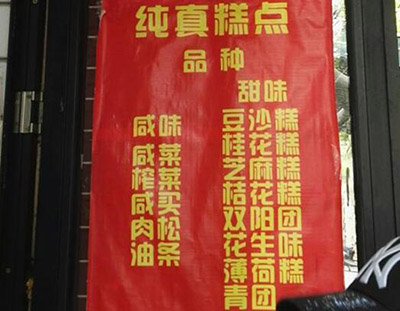 纯真糕点
品种
甜味
豆沙糕
桂花糕
芝麻糕
桔花糕
双阳团
花生味
薄荷糕
青团
咸味
咸菜
榨菜
咸买
肉松
油条